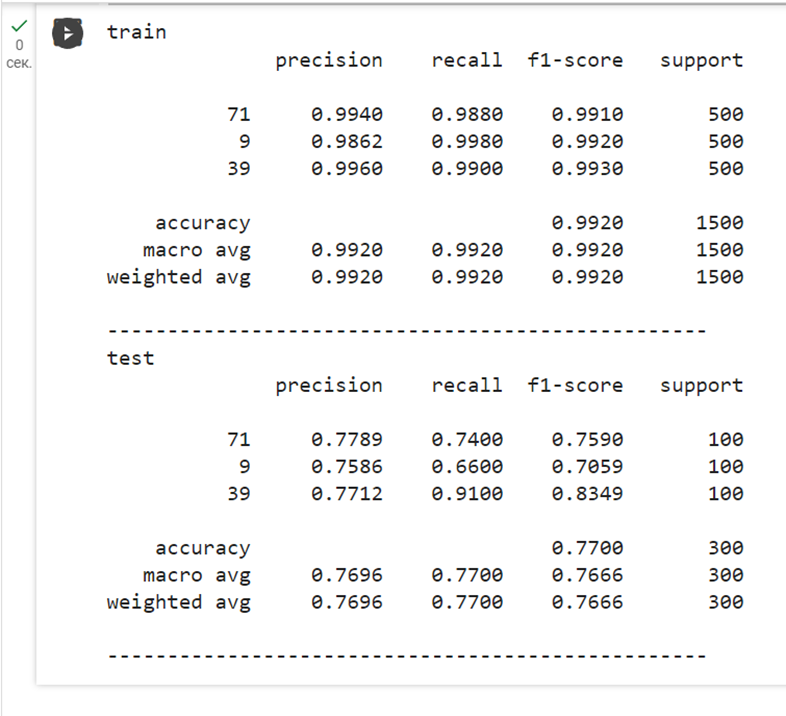 0
сек.
train
precision recall f1-score support
71 0.9940 0.9880 0.9910 500
9 0.9862 0.9980 0.9920 500
39 0.9960 0.9900 0.9930 500
accuracy 0.9920 1500
macro avg 0.9920 0.9920 0.9920 1500
weighted avg 0.9920 0.9920 0.9920 1500
--------------------------------------------------
test
precision recall f1-score support
71 0.7789 0.7400 0.7590 100
9 0.7586 0.6600 0.7059 100
39 0.7712 0.9100 0.8349 100
accuracy 0.7700 300
macro avg 0.7696 0.7700 0.7666 300
weighted avg 0.7696 0.7700 0.7666 300
--------------------------------------------------